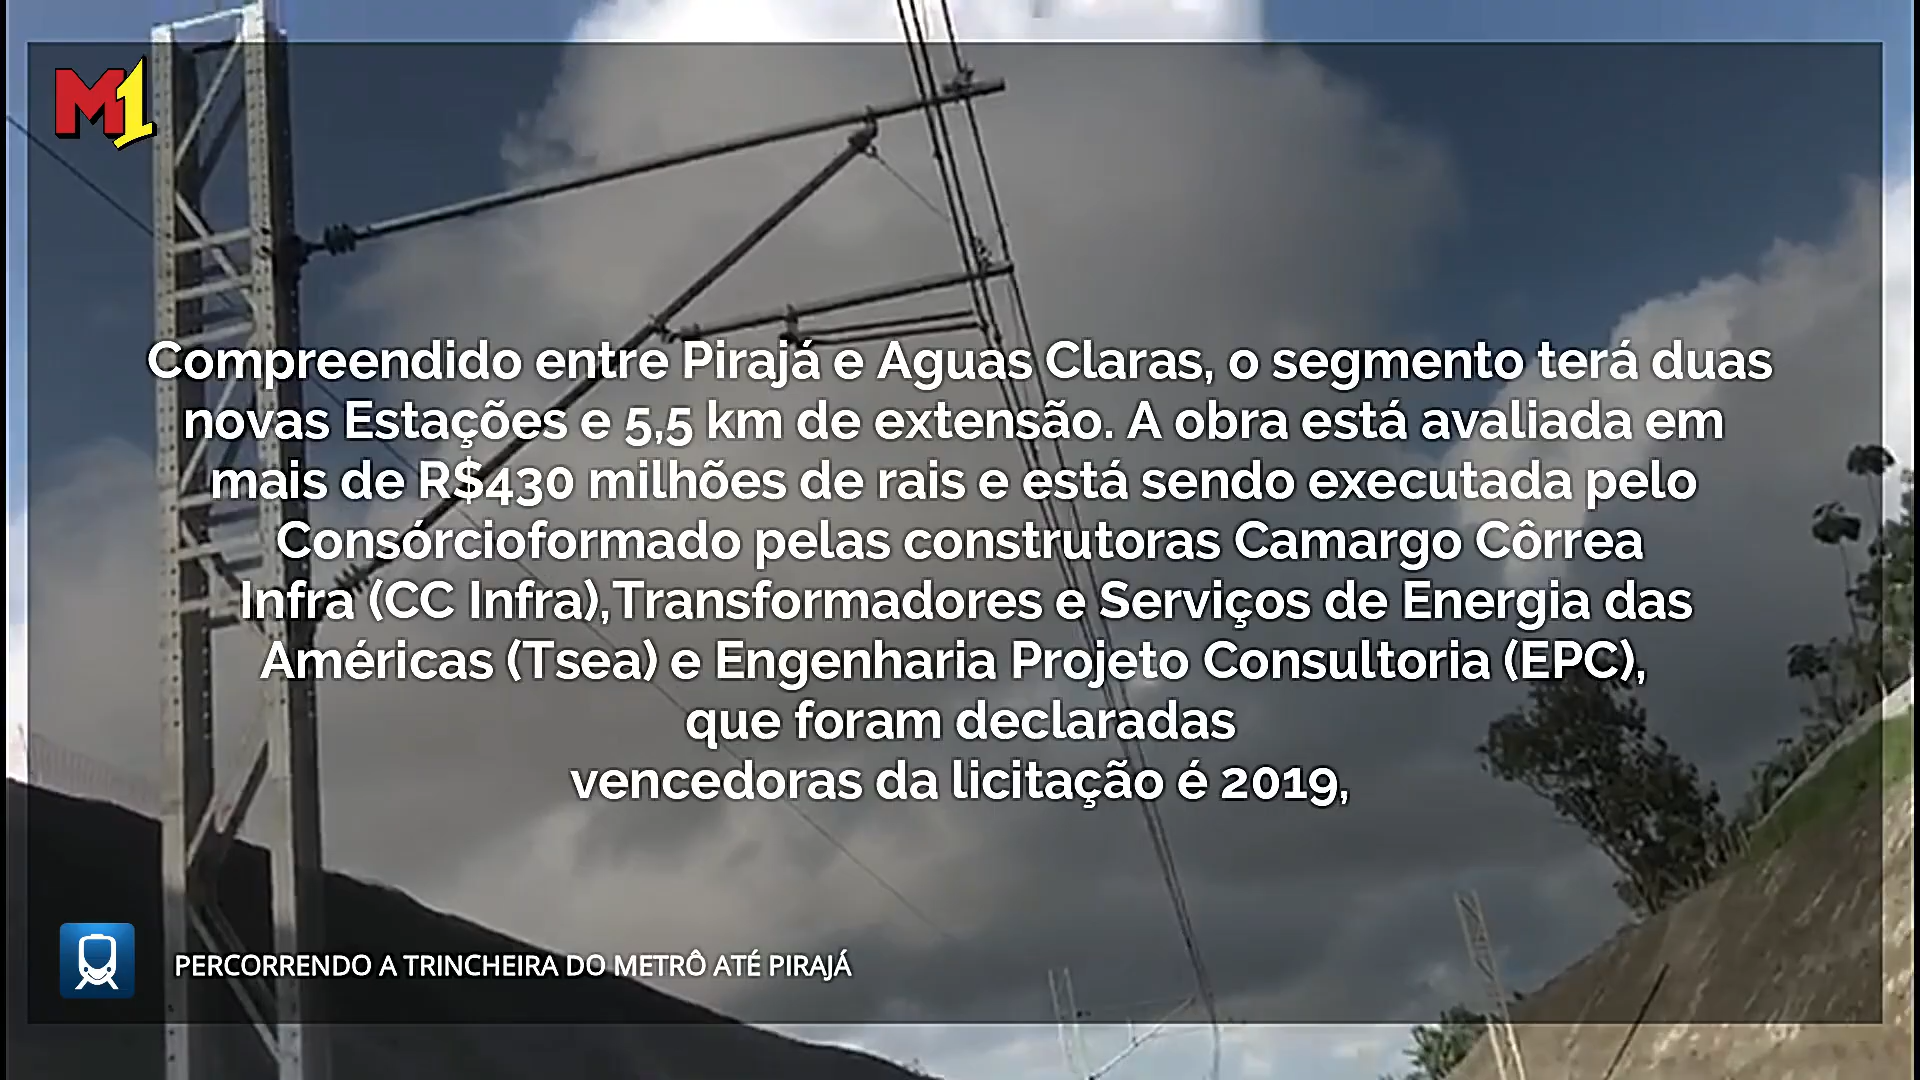 M1
Compreendido entre Pirajá e Aguas Claras, o segmento terá duas
novas Estações e 5,5 km de extensão. A obra está avaliada em
mais de R$430 milhões de rais e está sendo executada pelo
Consórcioformado pelas construtoras Camargo Côrrea
Infra (CC Infra),Transformadores e Serviços de Energia das
Américas (Tsea) e Engenharia Projeto Consultoria (EPC),
que foram declaradas
vencedoras da licitação é 2019,
PERCORRENDO A TRINCHEIRA DO METRÔ ATÉ PIRAJÁ